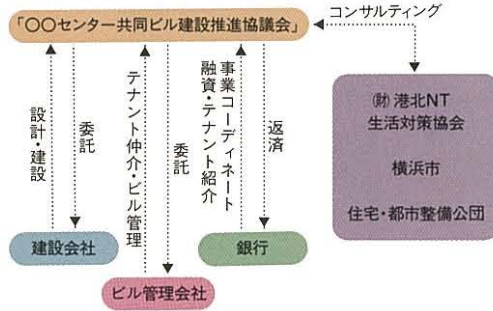 「〇〇センター共同ビル建設推進協議会」
コンサルティング
設計・建設
委託
テナント仲介・ビル管理
委託
事業コーディネート
融資・テナント紹介
返済
㈶ 港北NT
生活対策協会
横浜市
住宅・都市整備公団
建設会社
ビル管理会社
銀行